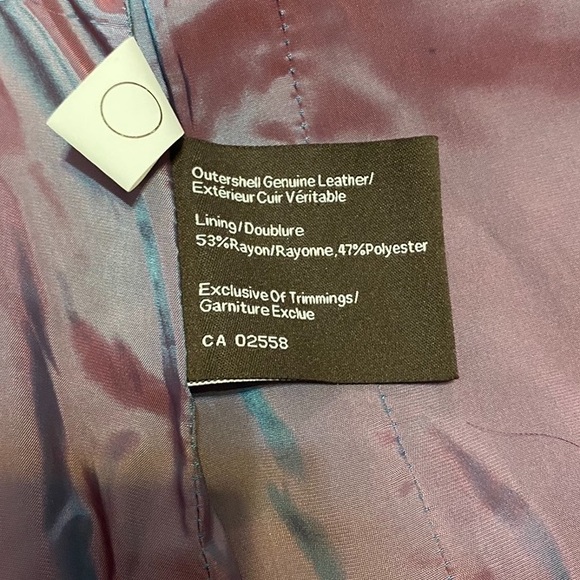 Outershell Genuine Leather/
Extérieur Cuir Véritable
Lining/Doublure
53%Rayon/Rayonne,47%Polyester
Exclusive Of Trimmings/
Garniture Exclue
CA 02558